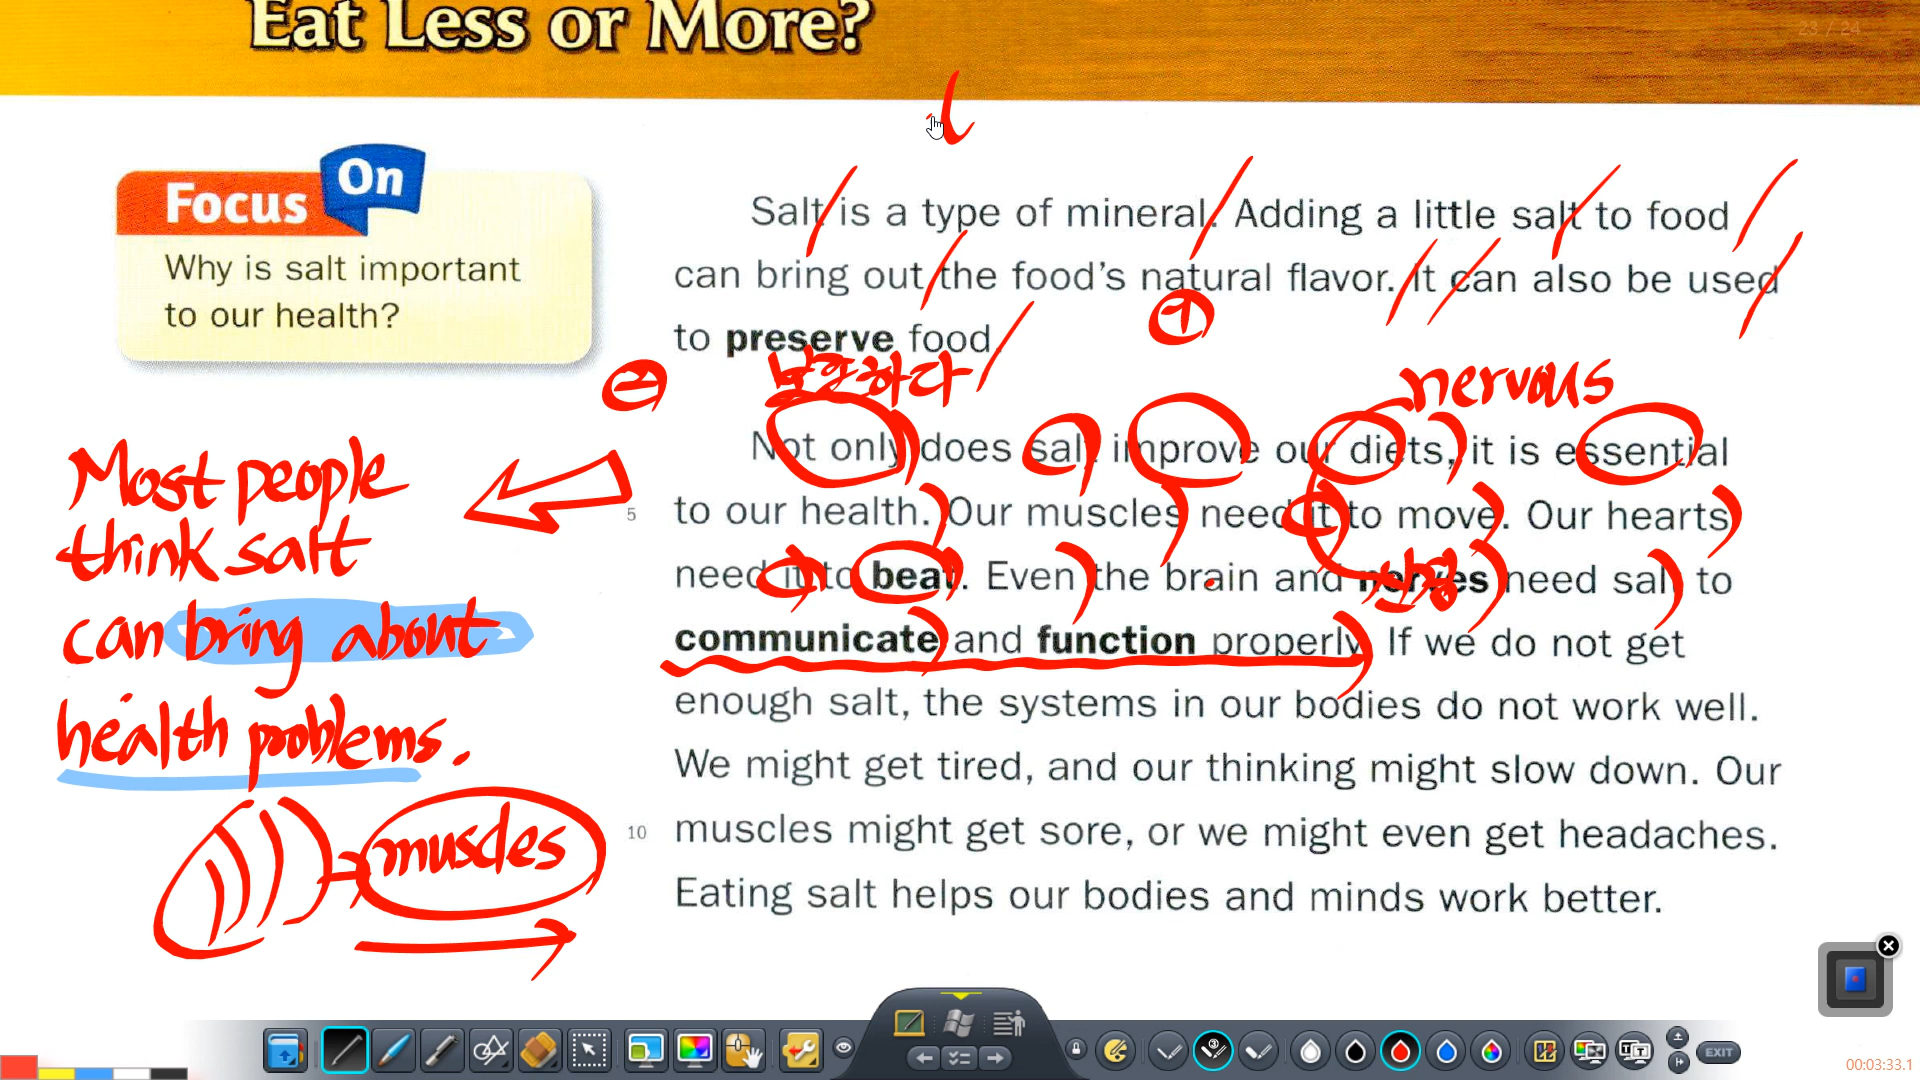 Eat Less or More?
23 / 24
Focus On
Why is salt important
to our health?
Salt is a type of mineral. Adding a little salt to food
can bring out the food's natural flavor. It can also be used
to preserve food.
보존하다
nervous
Not only does salt improve our diets, it is essential
5 to our health. Our muscles need it to move. Our hearts
need it to beat. Even the brain and nerves need salt to
신경
communicate and function properly. If we do not get
enough salt, the systems in our bodies do not work well.
We might get tired, and our thinking might slow down. Our
10 muscles might get sore, or we might even get headaches.
Eating salt helps our bodies and minds work better.
Most people
think salt
can bring about
health problems.
muscles
EXIT
00:03:33.1